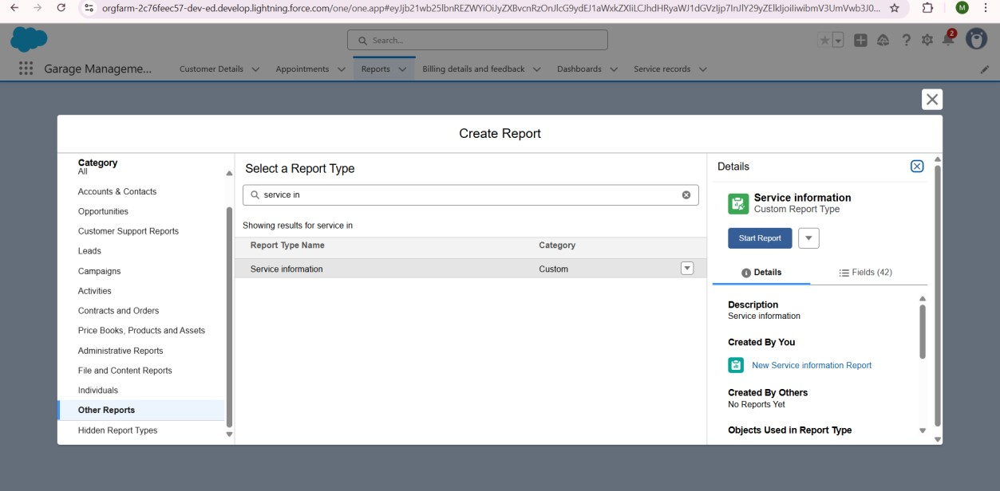 orgfarm-2c76feec57-dev-ed.develop.lightning.force.com/one/one.app#eyJjb21wb25lbnREZWYiOiJyZXBvcnRzOnJlcG9ydEJ1aWxkZXIiLCJhdHRyaWJ1dGVzIjp7InJlY29yZElkIjoiIiwibmV3UmVwb3J0...
M
Search...
2
Garage Manageme...
Customer Details
Appointments
Reports
Billing details and feedback
Dashboards
Service records
Create Report
Category
All
Accounts & Contacts
Opportunities
Customer Support Reports
Leads
Campaigns
Activities
Contracts and Orders
Price Books, Products and Assets
Administrative Reports
File and Content Reports
Individuals
Other Reports
Hidden Report Types
Select a Report Type
service in
Showing results for service in
Report Type Name Category
Service information Custom
Details
Service information
Custom Report Type
Start Report
Details Fields (42)
Description
Service information
Created By You
New Service information Report
Created By Others
No Reports Yet
Objects Used in Report Type